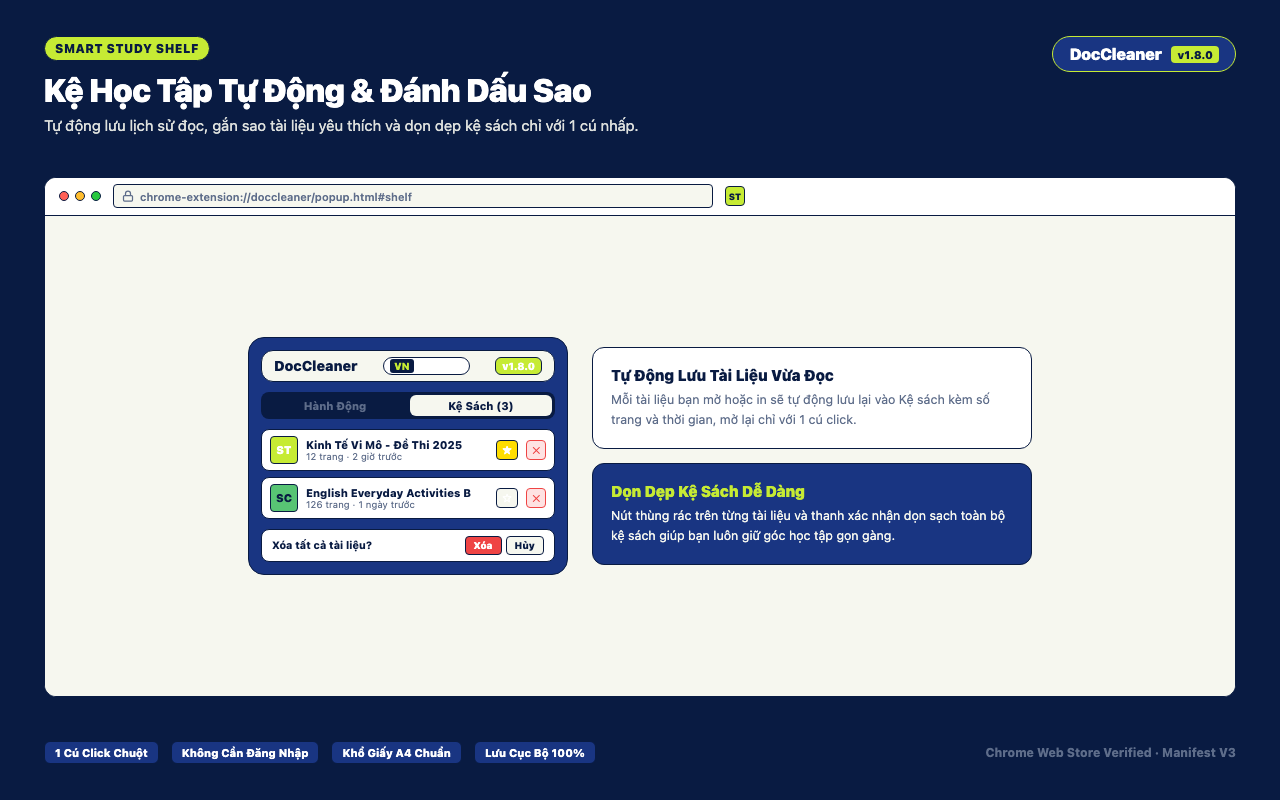 SMART STUDY SHELF
DocCleaner v1.8.0
Kệ Học Tập Tự Động & Đánh Dấu Sao
Tự động lưu lịch sử đọc, gắn sao tài liệu yêu thích và dọn dẹp kệ sách chỉ với 1 cú nhấp.
chrome-extension://doccleaner/popup.html#shelf
ST
DocCleaner VN v1.8.0
Hành Động Kệ Sách (3)
ST
Kinh Tế Vi Mô - Đề Thi 2025
12 trang · 2 giờ trước
SC
English Everyday Activities B
126 trang · 1 ngày trước
Xóa tất cả tài liệu? Xóa Hủy
Tự Động Lưu Tài Liệu Vừa Đọc
Mỗi tài liệu bạn mở hoặc in sẽ tự động lưu lại vào Kệ sách kèm số
trang và thời gian, mở lại chỉ với 1 cú click.
Dọn Dẹp Kệ Sách Dễ Dàng
Nút thùng rác trên từng tài liệu và thanh xác nhận dọn sạch toàn bộ
kệ sách giúp bạn luôn giữ góc học tập gọn gàng.
1 Cú Click Chuột
Không Cần Đăng Nhập
Khổ Giấy A4 Chuẩn
Lưu Cục Bộ 100%
Chrome Web Store Verified · Manifest V3